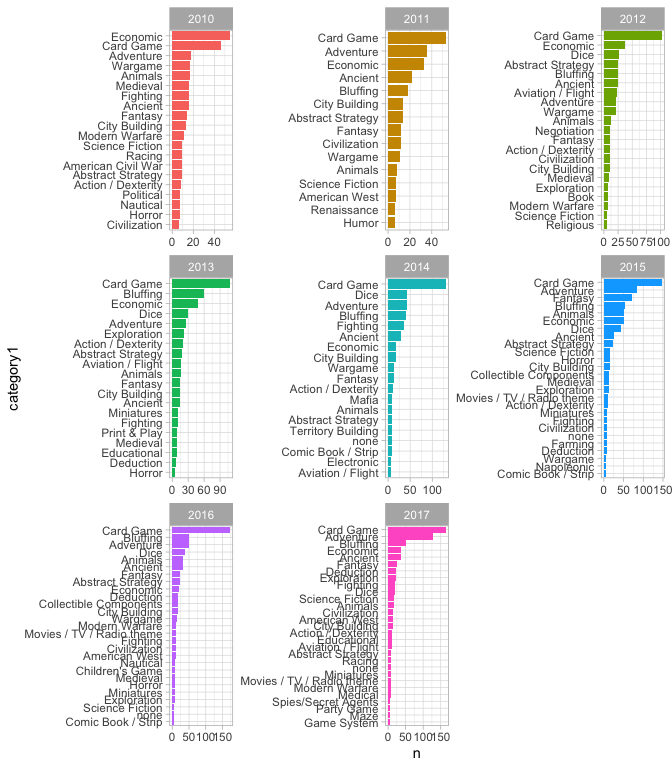 2010
Economic
Card Game
Adventure
Wargame
Animals
Medieval
Fighting
Ancient
Fantasy
City Building
Modern Warfare
Science Fiction
Racing
American Civil War
Abstract Strategy
Action / Dexterity
Political
Nautical
Horror
Civilization
0 20 40
2011
Card Game
Adventure
Economic
Ancient
Bluffing
City Building
Abstract Strategy
Fantasy
Civilization
Wargame
Animals
Science Fiction
American West
Renaissance
Humor
0 20 40
2012
Card Game
Economic
Dice
Abstract Strategy
Bluffing
Ancient
Aviation / Flight
Adventure
Wargame
Animals
Negotiation
Fantasy
Action / Dexterity
Civilization
City Building
Medieval
Exploration
Book
Modern Warfare
Science Fiction
Religious
0 25 50 75 100
2013
Card Game
Bluffing
Economic
Dice
Adventure
Exploration
Action / Dexterity
Abstract Strategy
Aviation / Flight
Animals
Fantasy
City Building
Ancient
Miniatures
Fighting
Print & Play
Medieval
Educational
Deduction
Horror
0 30 60 90
2014
Card Game
Dice
Adventure
Bluffing
Fighting
Ancient
Economic
City Building
Wargame
Fantasy
Action / Dexterity
Mafia
Animals
Abstract Strategy
Territory Building
none
Comic Book / Strip
Electronic
Aviation / Flight
0 50 100
2015
Card Game
Adventure
Fantasy
Bluffing
Animals
Economic
Dice
Ancient
Abstract Strategy
Science Fiction
Horror
City Building
Collectible Components
Medieval
Exploration
Movies / TV / Radio theme
Action / Dexterity
Miniatures
Fighting
Civilization
none
Farming
Deduction
Wargame
Napoleonic
Comic Book / Strip
0 50 100 150
category1
2016
Card Game
Bluffing
Adventure
Dice
Animals
Ancient
Fantasy
Abstract Strategy
Economic
Deduction
Collectible Components
City Building
Wargame
Modern Warfare
Movies / TV / Radio theme
Fighting
Civilization
American West
Nautical
Children's Game
Medieval
Horror
Miniatures
Exploration
Science Fiction
none
Comic Book / Strip
0 50 100 150
2017
Card Game
Adventure
Bluffing
Economic
Ancient
Fantasy
Deduction
Exploration
Fighting
Dice
Science Fiction
Animals
Civilization
American West
City Building
Action / Dexterity
Educational
Aviation / Flight
Abstract Strategy
Racing
none
Miniatures
Movies / TV / Radio theme
Modern Warfare
Medical
Spies/Secret Agents
Party Game
Maze
Game System
0 50 100 150
n